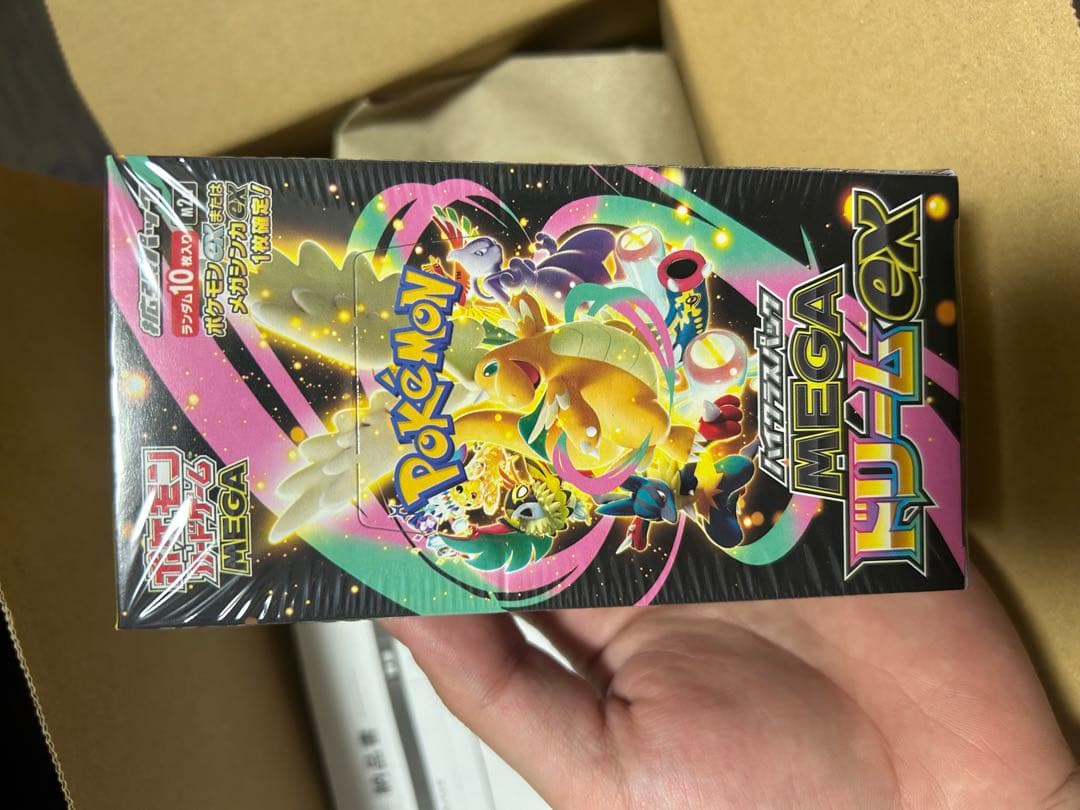 拡張パック
ランダム10枚入り
M2a
ポケモンexまたは
メガシンカex
1枚確定!
ポケモン
カードゲーム
MEGA
Pokémon
ハイクラスパック
MEGA
ドリームex
納品書